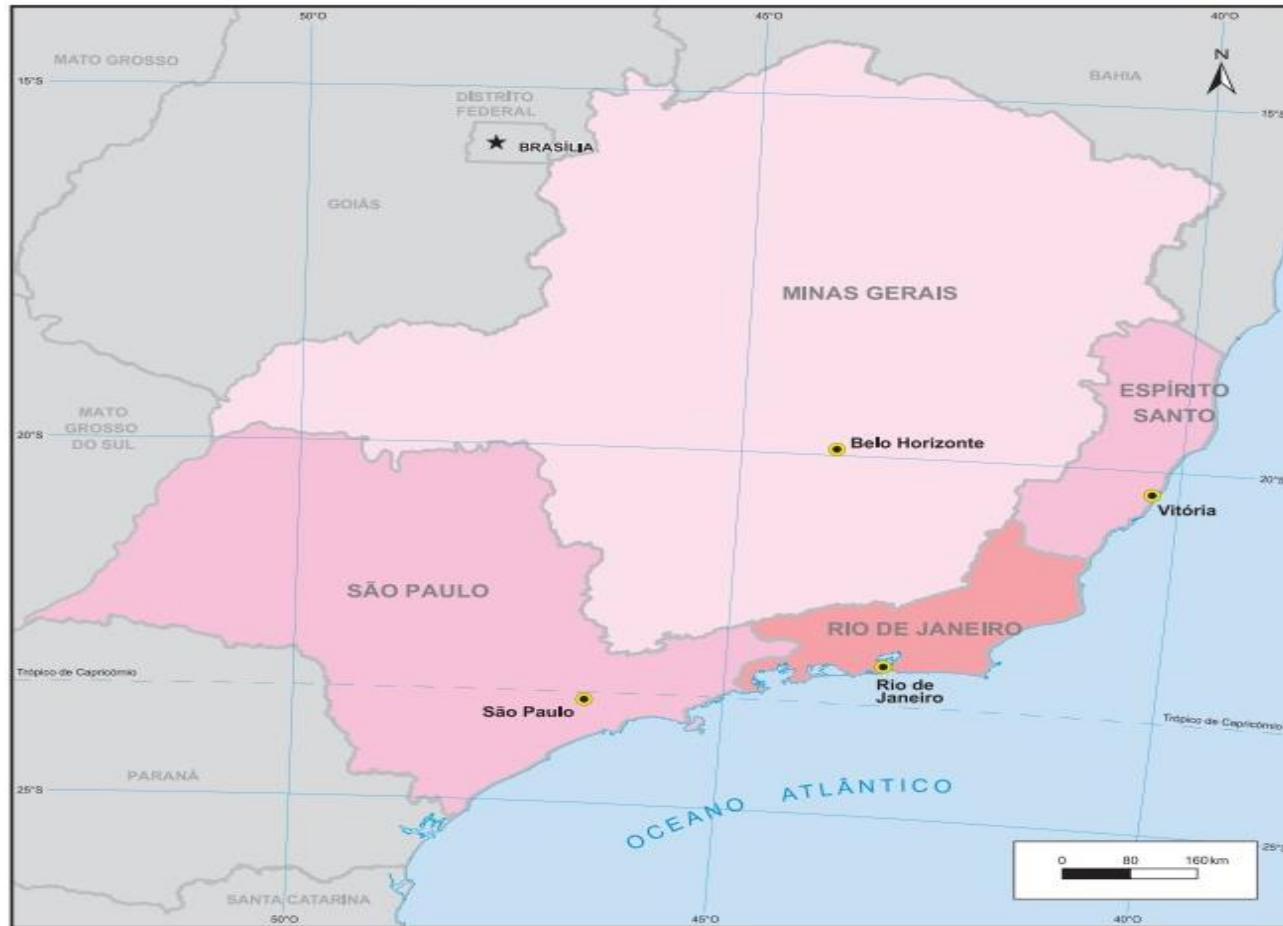 50°O
45°O
40°O
MATO GROSSO
15°S
DISTRITO
FEDERAL
BRASÍLIA
BAHIA
N
15°S
GOIÁS
MINAS GERAIS
MATO
GROSSO
DO SUL
20°S
ESPÍRITO
SANTO
Belo Horizonte
20°S
Vitória
SÃO PAULO
RIO DE JANEIRO
Trópico de Capricórnio
São Paulo
Rio de
Janeiro
Trópico de Capricórnio
PARANÁ
25°S
OCEANO ATLÂNTICO
25°S
0 80 160 km
SANTA CATARINA
50°O
45°O
40°O